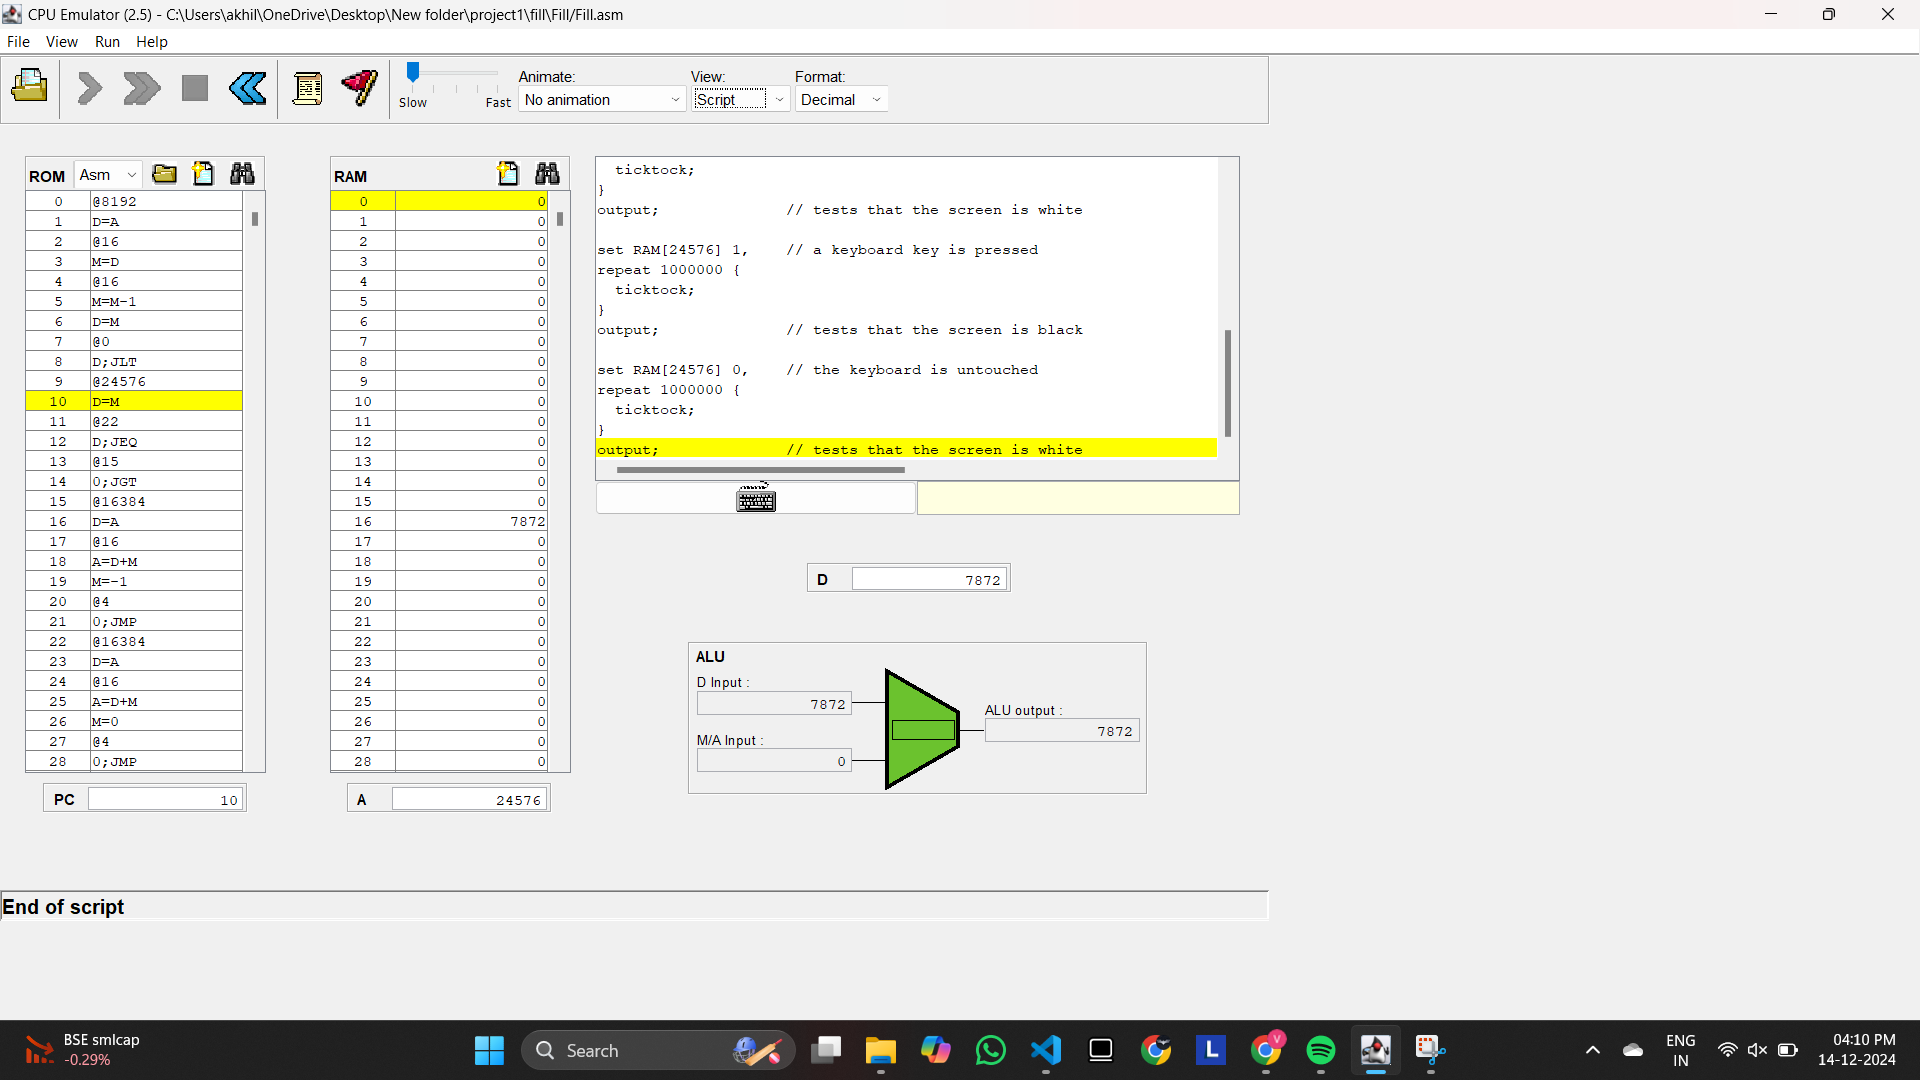 CPU Emulator (2.5) - C:\Users\akhil\OneDrive\Desktop\New folder\project1\fill\Fill/Fill.asm
File View Run Help
Slow Fast
Animate:
No animation
View:
Script
Format:
Decimal
ROM Asm
0 @8192
1 D=A
2 @16
3 M=D
4 @16
5 M=M-1
6 D=M
7 @0
8 D;JLT
9 @24576
10 D=M
11 @22
12 D;JEQ
13 @15
14 0;JGT
15 @16384
16 D=A
17 @16
18 A=D+M
19 M=-1
20 @4
21 0;JMP
22 @16384
23 D=A
24 @16
25 A=D+M
26 M=0
27 @4
28 0;JMP
PC 10
RAM
0 0
1 0
2 0
3 0
4 0
5 0
6 0
7 0
8 0
9 0
10 0
11 0
12 0
13 0
14 0
15 0
16 7872
17 0
18 0
19 0
20 0
21 0
22 0
23 0
24 0
25 0
26 0
27 0
28 0
A 24576
ticktock;
}
output; // tests that the screen is white
set RAM[24576] 1, // a keyboard key is pressed
repeat 1000000 {
ticktock;
}
output; // tests that the screen is black
set RAM[24576] 0, // the keyboard is untouched
repeat 1000000 {
ticktock;
}
output; // tests that the screen is white
D 7872
ALU
D Input :
7872
M/A Input :
0
ALU output :
7872
End of script
BSE smlcap
-0.29%
Search
L
V
ENG
IN
04:10 PM
14-12-2024